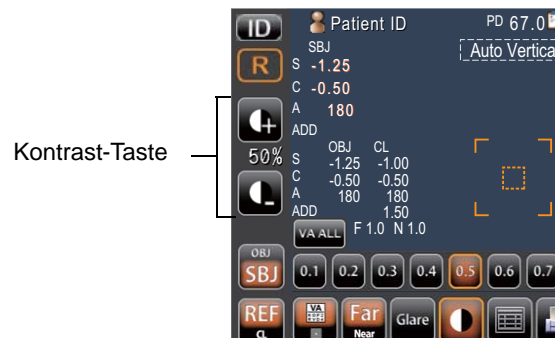 ID Patient ID PD 67.0
R SBJ Auto Vertica
S -1.25
C -0.50
A 180
ADD
Kontrast-Taste 50%
OBJ CL
S -1.25 -1.00
C -0.50 -0.50
A 180 180
ADD 1.50
VA ALL F 1.0 N 1.0
OBJ
SBJ 0.1 0.2 0.3 0.4 0.5 0.6 0.7
REF VA Far Glare
CL Near